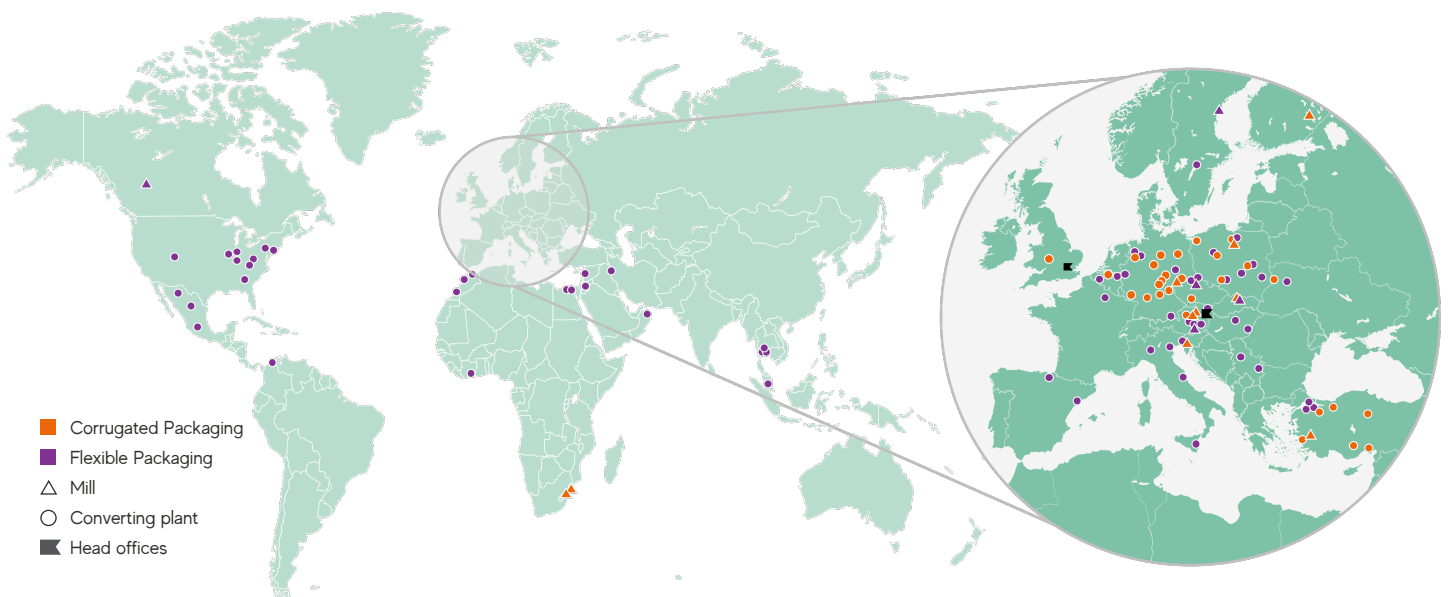 Corrugated Packaging
Flexible Packaging
Mill
Converting plant
Head offices